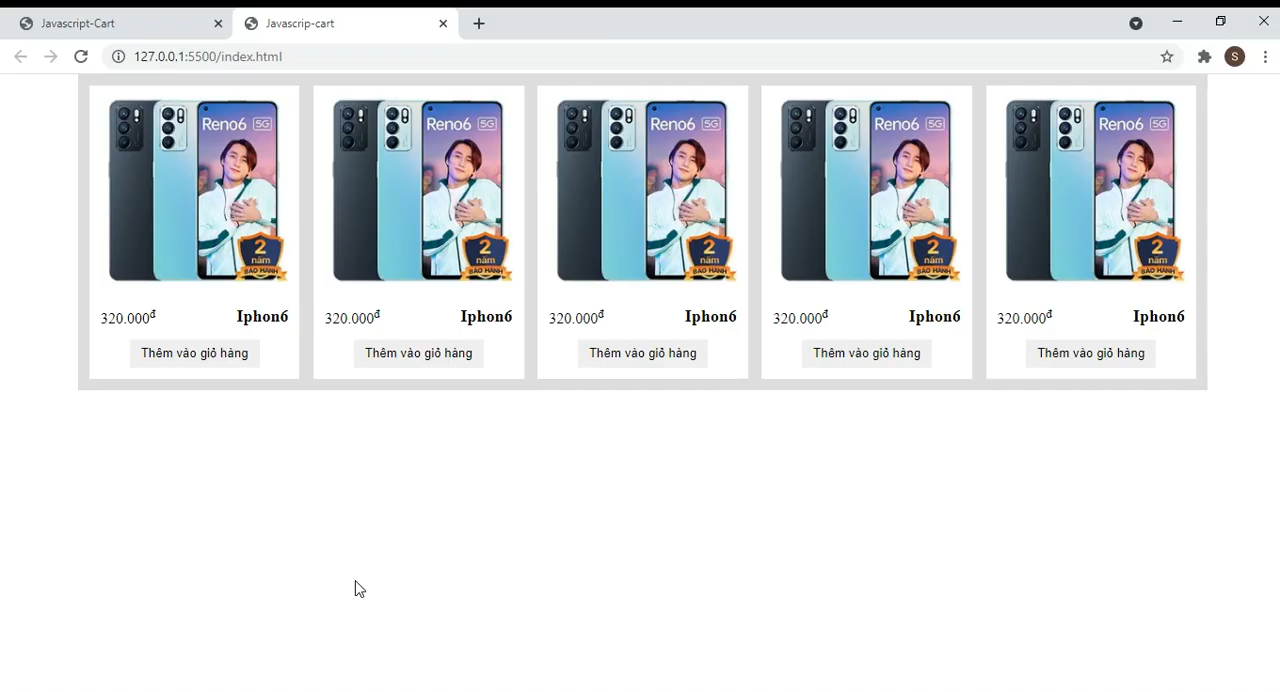 Javascript-Cart
Javascrip-cart
127.0.0.1:5500/index.html
S
Reno6 5G
2
năm
BẢO HÀNH
Reno6 5G
2
năm
BẢO HÀNH
Reno6 5G
2
năm
BẢO HÀNH
Reno6 5G
2
năm
BẢO HÀNH
Reno6 5G
2
năm
BẢO HÀNH
320.000đ Iphon6
Thêm vào giỏ hàng
320.000đ Iphon6
Thêm vào giỏ hàng
320.000đ Iphon6
Thêm vào giỏ hàng
320.000đ Iphon6
Thêm vào giỏ hàng
320.000đ Iphon6
Thêm vào giỏ hàng